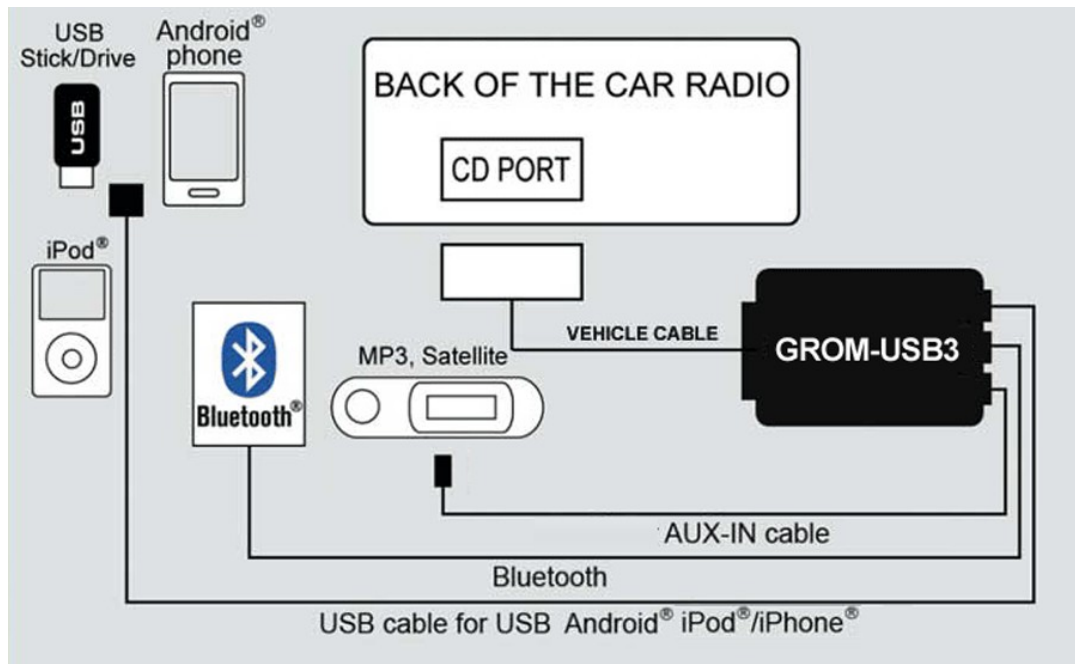 USB
Stick/Drive
Android®
phone
USB
iPod®
BACK OF THE CAR RADIO
CD PORT
VEHICLE CABLE
GROM-USB3
Bluetooth®
MP3, Satellite
AUX-IN cable
Bluetooth
USB cable for USB Android® iPod®/iPhone®